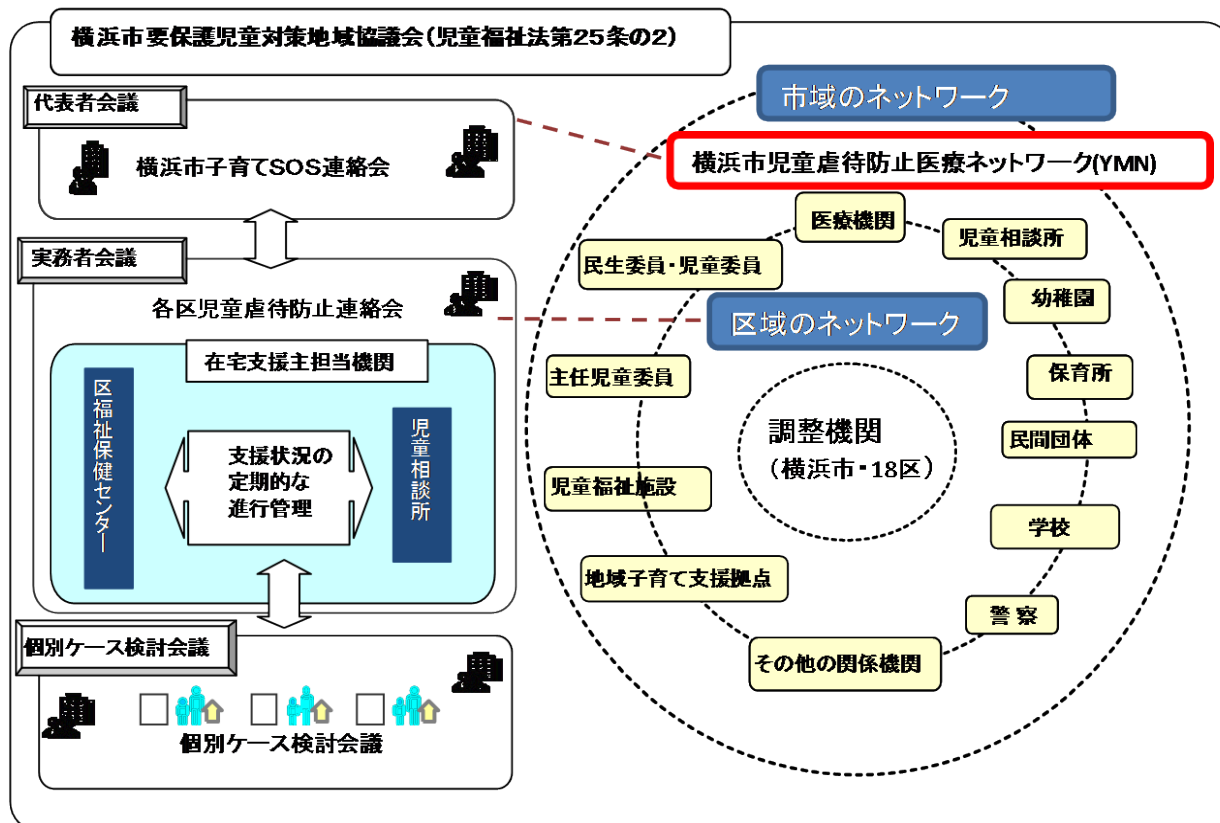 横浜市要保護児童対策地域協議会(児童福祉法第25条の2)
代表者会議
横浜市子育てSOS連絡会
実務者会議
各区児童虐待防止連絡会
在宅支援主担当機関
区福祉保健センター
支援状況の
定期的な
進行管理
児童相談所
個別ケース検討会議
個別ケース検討会議
市域のネットワーク
横浜市児童虐待防止医療ネットワーク(YMN)
医療機関
児童相談所
民生委員・児童委員
幼稚園
区域のネットワーク
主任児童委員
保育所
調整機関
(横浜市・18区)
民間団体
児童福祉施設
学校
地域子育て支援拠点
警 察
その他の関係機関